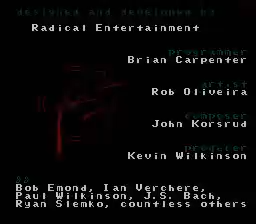 designed and developed by
Radical Entertainment
programmer
Brian Carpenter
artist
Rob Oliveira
composer
John Korsrud
producer
Kevin Wilkinson
Bob Emond, Ian Verchere,
Paul Wilkinson, J.S. Bach,
Ryan Slemko, countless others